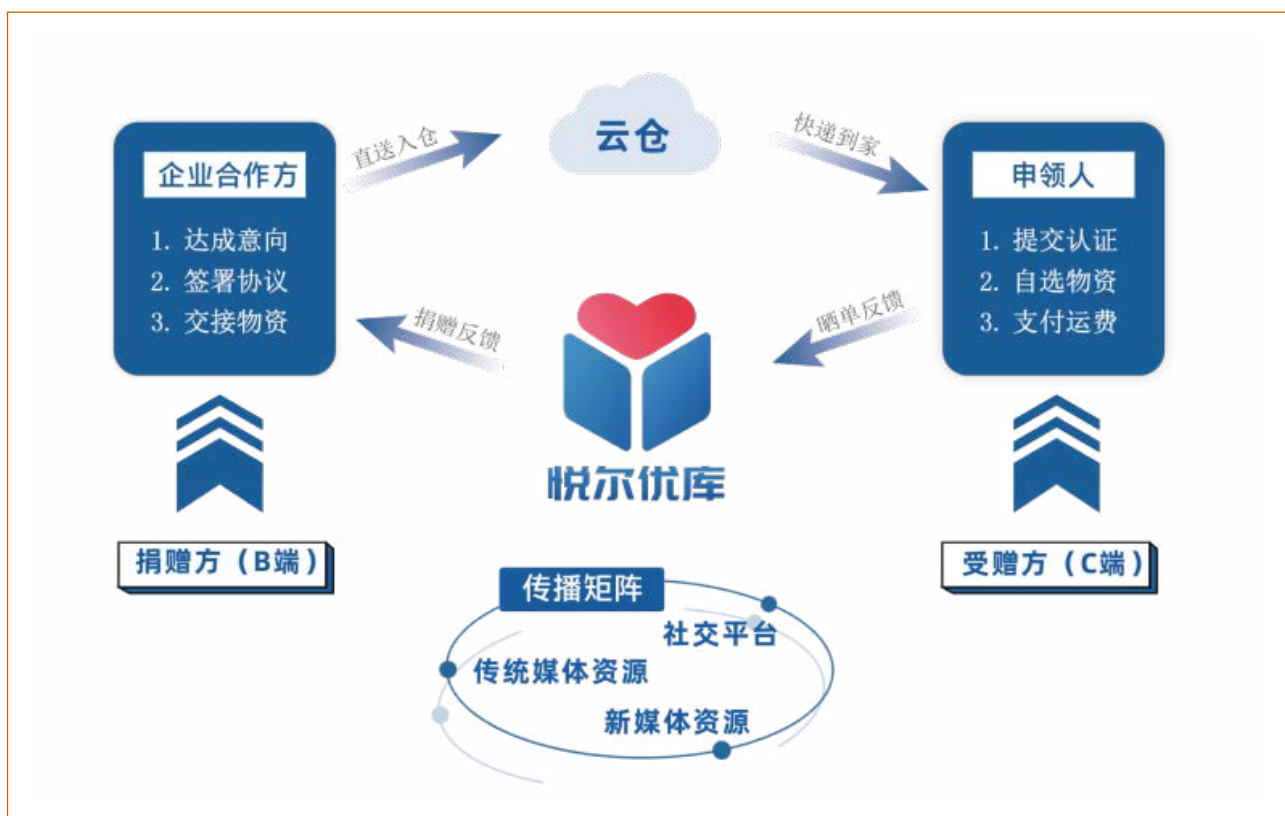 云仓
直送入仓
快递到家
企业合作方
1. 达成意向
2. 签署协议
3. 交接物资
申领人
1. 提交认证
2. 自选物资
3. 支付运费
捐赠反馈
晒单反馈
悦尔优库
捐赠方（B端）
受赠方（C端）
传播矩阵
社交平台
传统媒体资源
新媒体资源